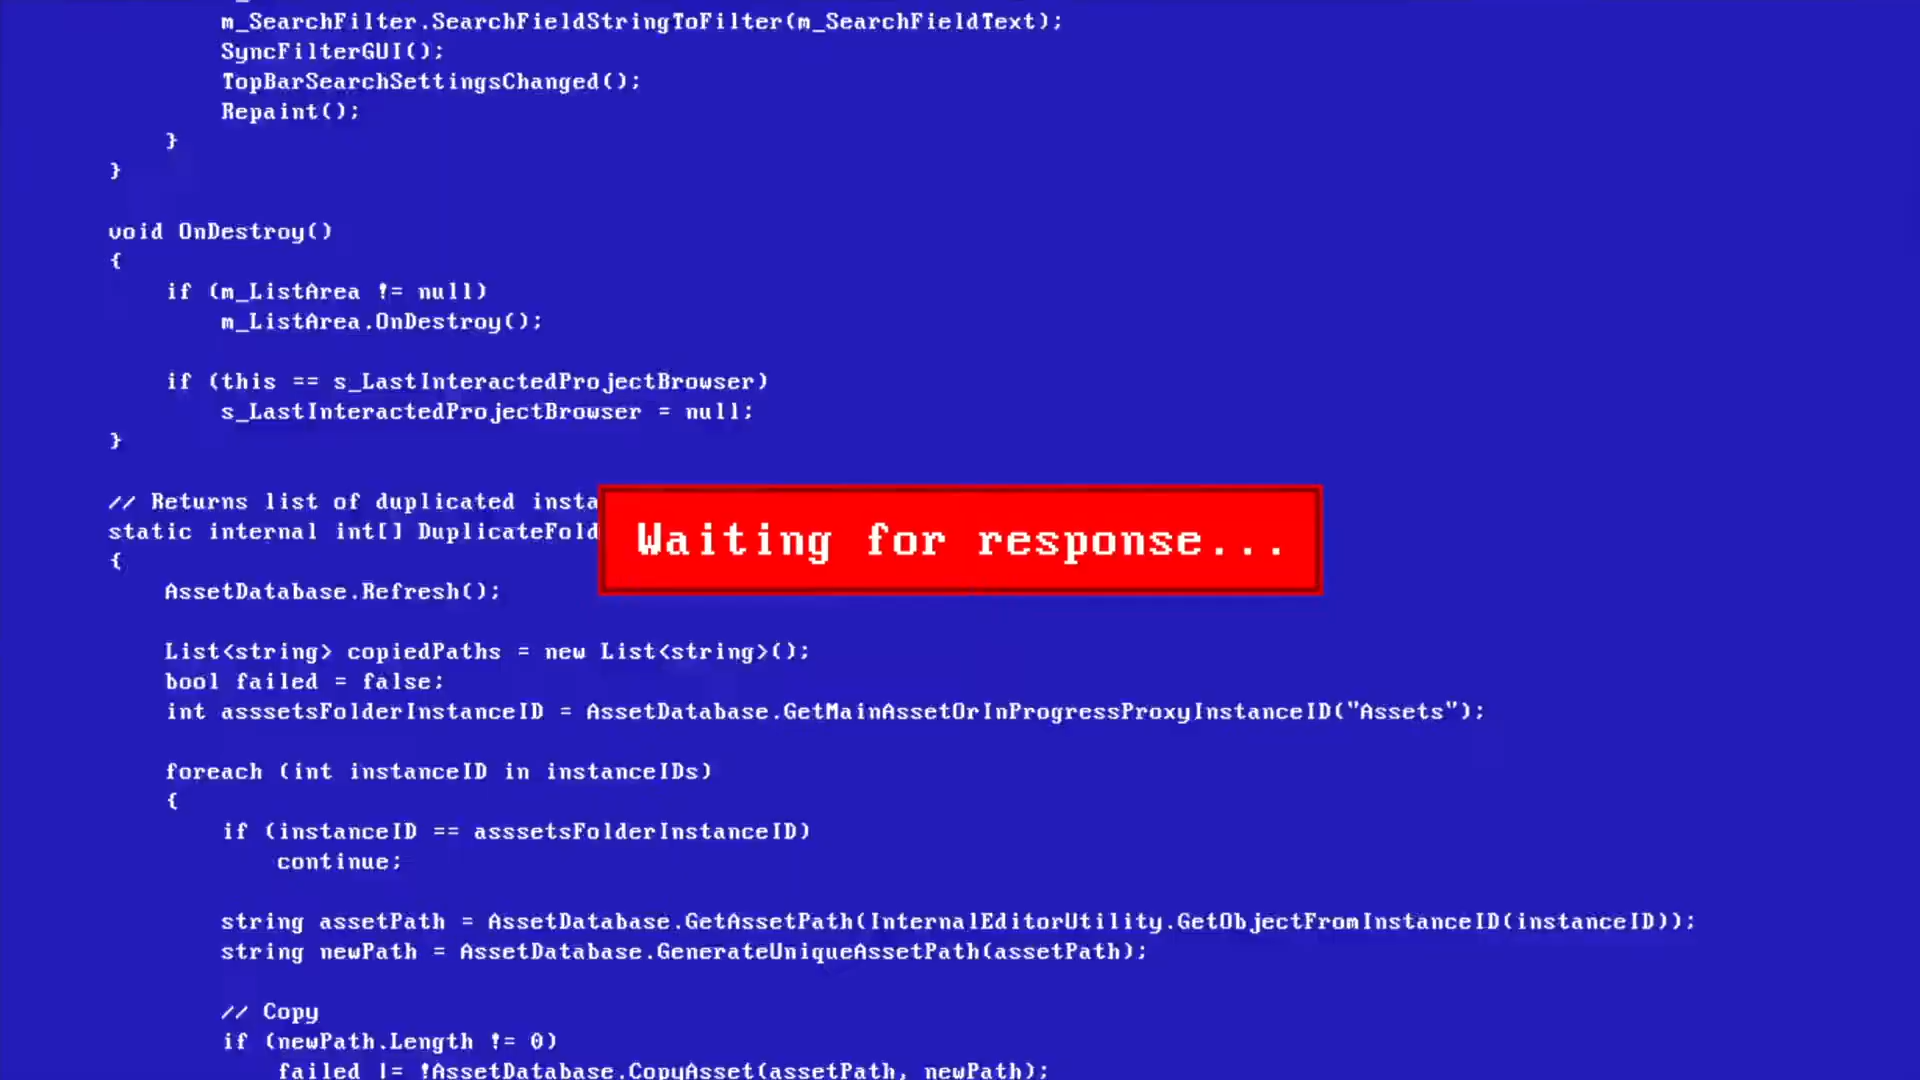 m_SearchFilter.SearchFieldStringToFilter(m_SearchFieldText);
SyncFilterGUI();
TopBarSearchSettingsChanged();
Repaint();
}
}
void OnDestroy()
{
if (m_ListArea != null)
m_ListArea.OnDestroy();
if (this == s_LastInteractedProjectBrowser)
s_LastInteractedProjectBrowser = null;
}
// Returns list of duplicated insta
static internal int[] DuplicateFold
Waiting for response...
{
AssetDatabase.Refresh();
List<string> copiedPaths = new List<string>();
bool failed = false;
int asssetsFolderInstanceID = AssetDatabase.GetMainAssetOrInProgressProxyInstanceID("Assets");
foreach (int instanceID in instanceIDs)
{
if (instanceID == asssetsFolderInstanceID)
continue;
string assetPath = AssetDatabase.GetAssetPath(InternalEditorUtility.GetObjectFromInstanceID(instanceID));
string newPath = AssetDatabase.GenerateUniqueAssetPath(assetPath);
// Copy
if (newPath.Length != 0)
failed |= !AssetDatabase.CopyAsset(assetPath, newPath);